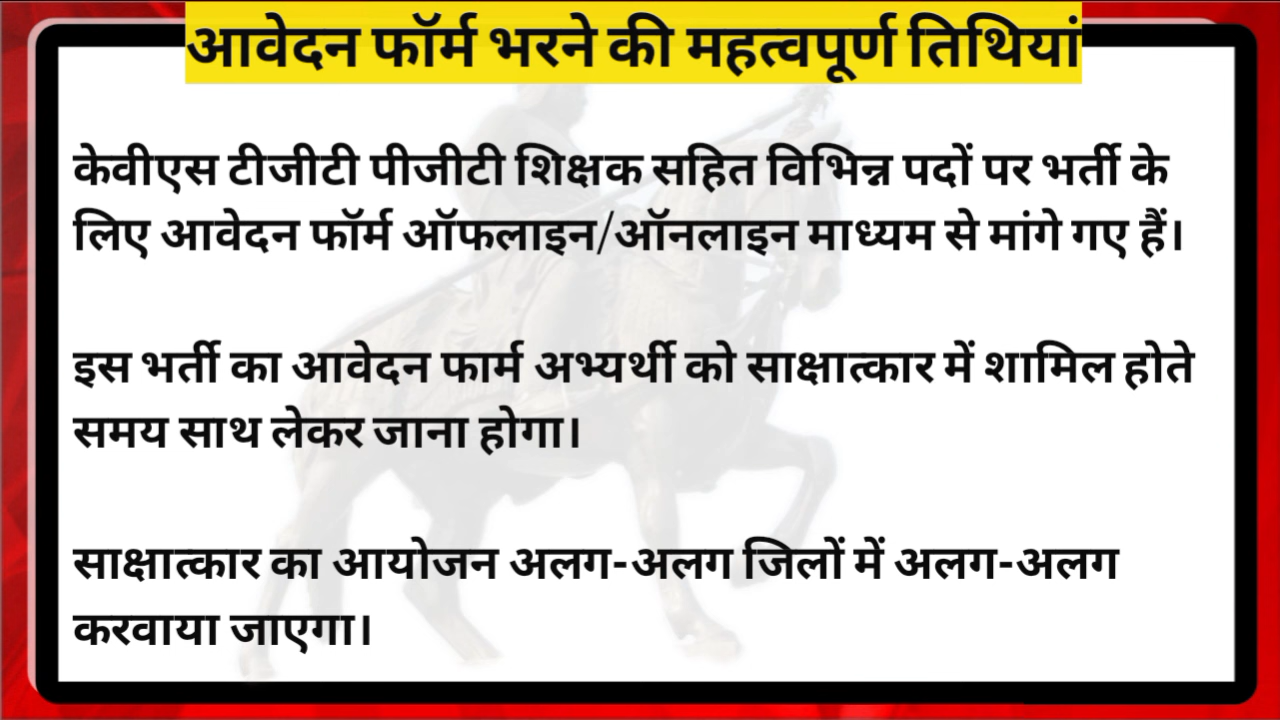 आवेदन फॉर्म भरने की महत्वपूर्ण तिथियां
केवीएस टीजीटी पीजीटी शिक्षक सहित विभिन्न पदों पर भर्ती के
लिए आवेदन फॉर्म ऑफलाइन/ऑनलाइन माध्यम से मांगे गए हैं।
इस भर्ती का आवेदन फार्म अभ्यर्थी को साक्षात्कार में शामिल होते
समय साथ लेकर जाना होगा।
साक्षात्कार का आयोजन अलग-अलग जिलों में अलग-अलग
करवाया जाएगा।